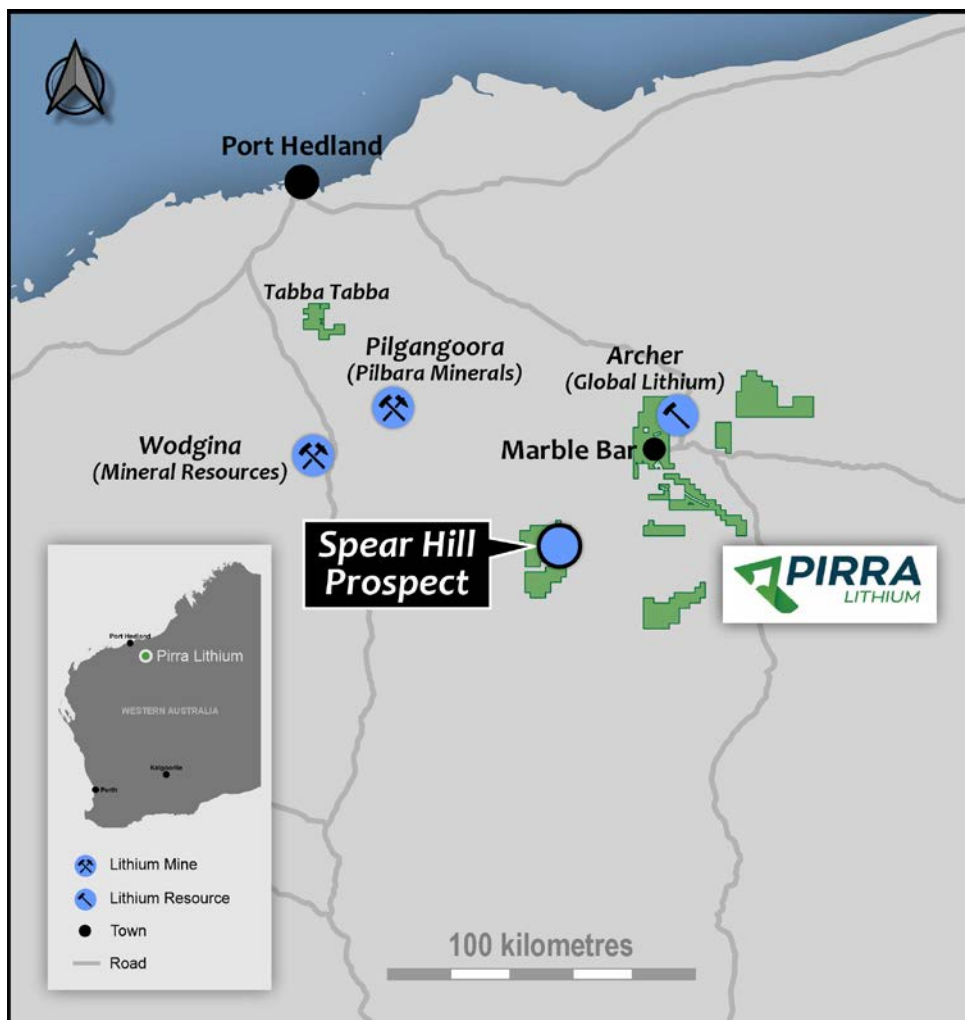 Port Hedland
Tabba Tabba
Pilgangoora
(Pilbara Minerals)
Archer
(Global Lithium)
Wodgina
(Mineral Resources)
Marble Bar
Spear Hill
Prospect
PIRRA
LITHIUM
Port Hedland
Pirra Lithium
WESTERN AUSTRALIA
Kalgoorlie
Perth
Lithium Mine
Lithium Resource
Town
Road
100 kilometres